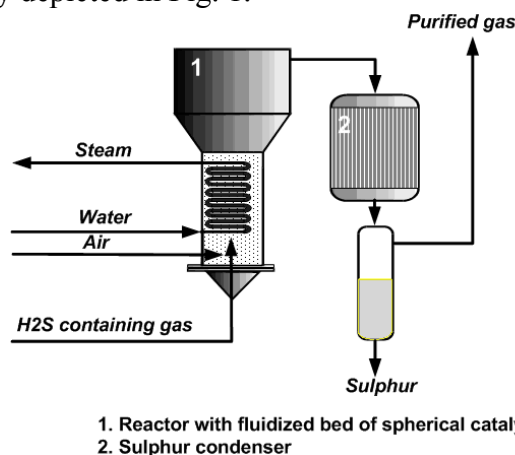 y depicted in Fig. 1.
Purified gas
1
2
Steam
Water
Air
H2S containing gas
Sulphur
1. Reactor with fluidized bed of spherical cataly
2. Sulphur condenser